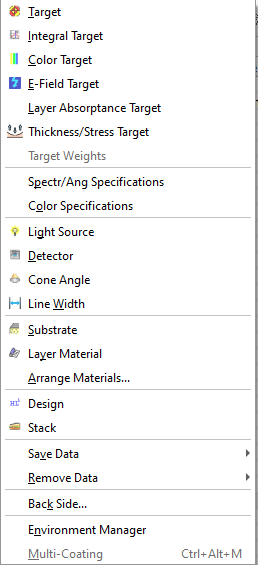 Target
Integral Target
Color Target
E-Field Target
Layer Absorptance Target
Thickness/Stress Target
Target Weights
Spectr/Ang Specifications
Color Specifications
Light Source
Detector
Cone Angle
Line Width
Substrate
Layer Material
Arrange Materials...
Design
Stack
Save Data
Remove Data
Back Side...
Environment Manager
Multi-Coating Ctrl+Alt+M